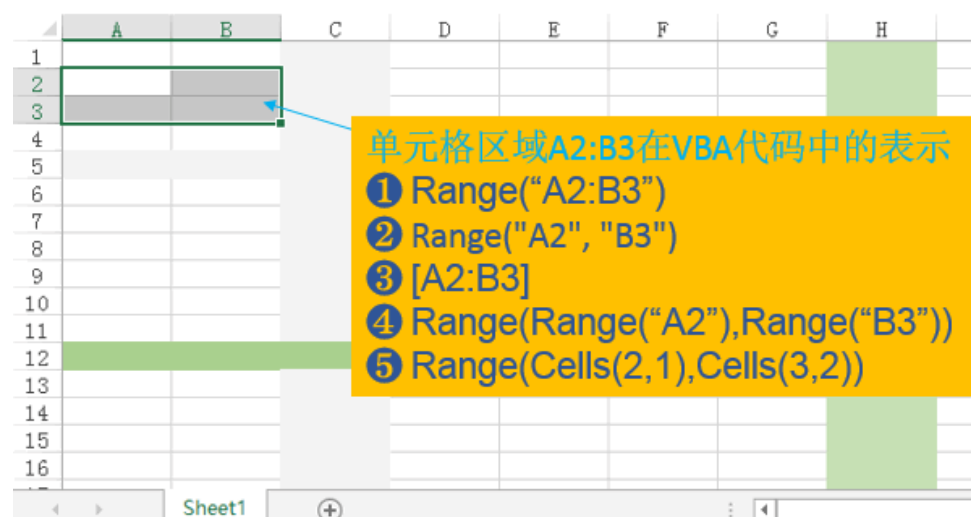 A B C D E F G H
1
2
3
4
5
6
7
8
9
10
11
12
13
14
15
16
单元格区域A2:B3在VBA代码中的表示
❶ Range(“A2:B3”)
❷ Range("A2", "B3")
❸ [A2:B3]
❹ Range(Range(“A2”),Range(“B3”))
❺ Range(Cells(2,1),Cells(3,2))
Sheet1